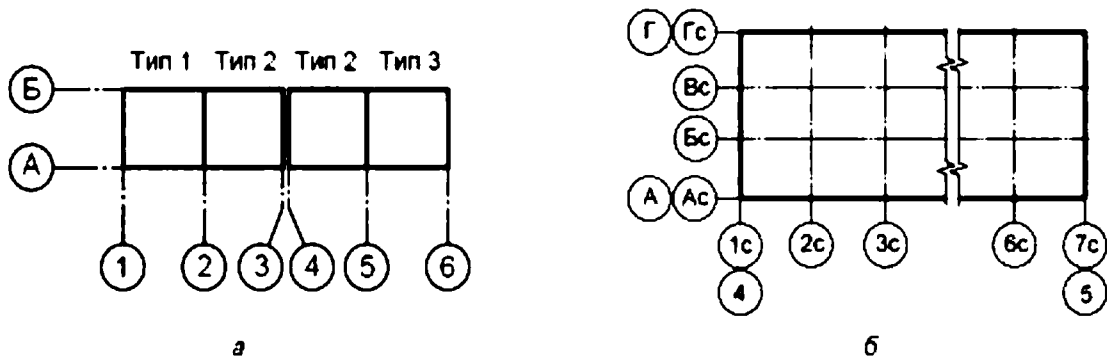 Тип 1 Тип 2 Тип 2 Тип 3
Б
А
1 2 3 4 5 6
а
Г Гс
Вс
Бс
А Ас
1с 2с 3с 6с 7с
4 5
б